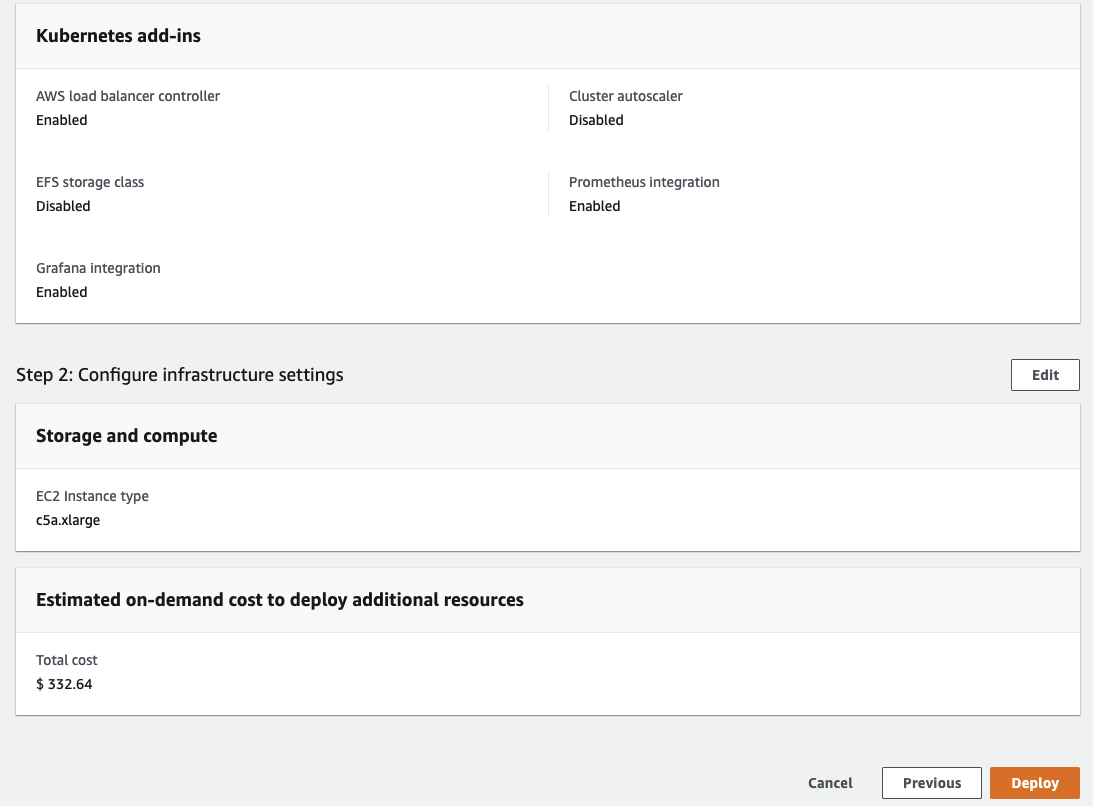 Kubernetes add-ins
AWS load balancer controller
Enabled
Cluster autoscaler
Disabled
EFS storage class
Disabled
Prometheus integration
Enabled
Grafana integration
Enabled
Step 2: Configure infrastructure settings
Edit
Storage and compute
EC2 Instance type
c5a.xlarge
Estimated on-demand cost to deploy additional resources
Total cost
$ 332.64
Cancel
Previous
Deploy